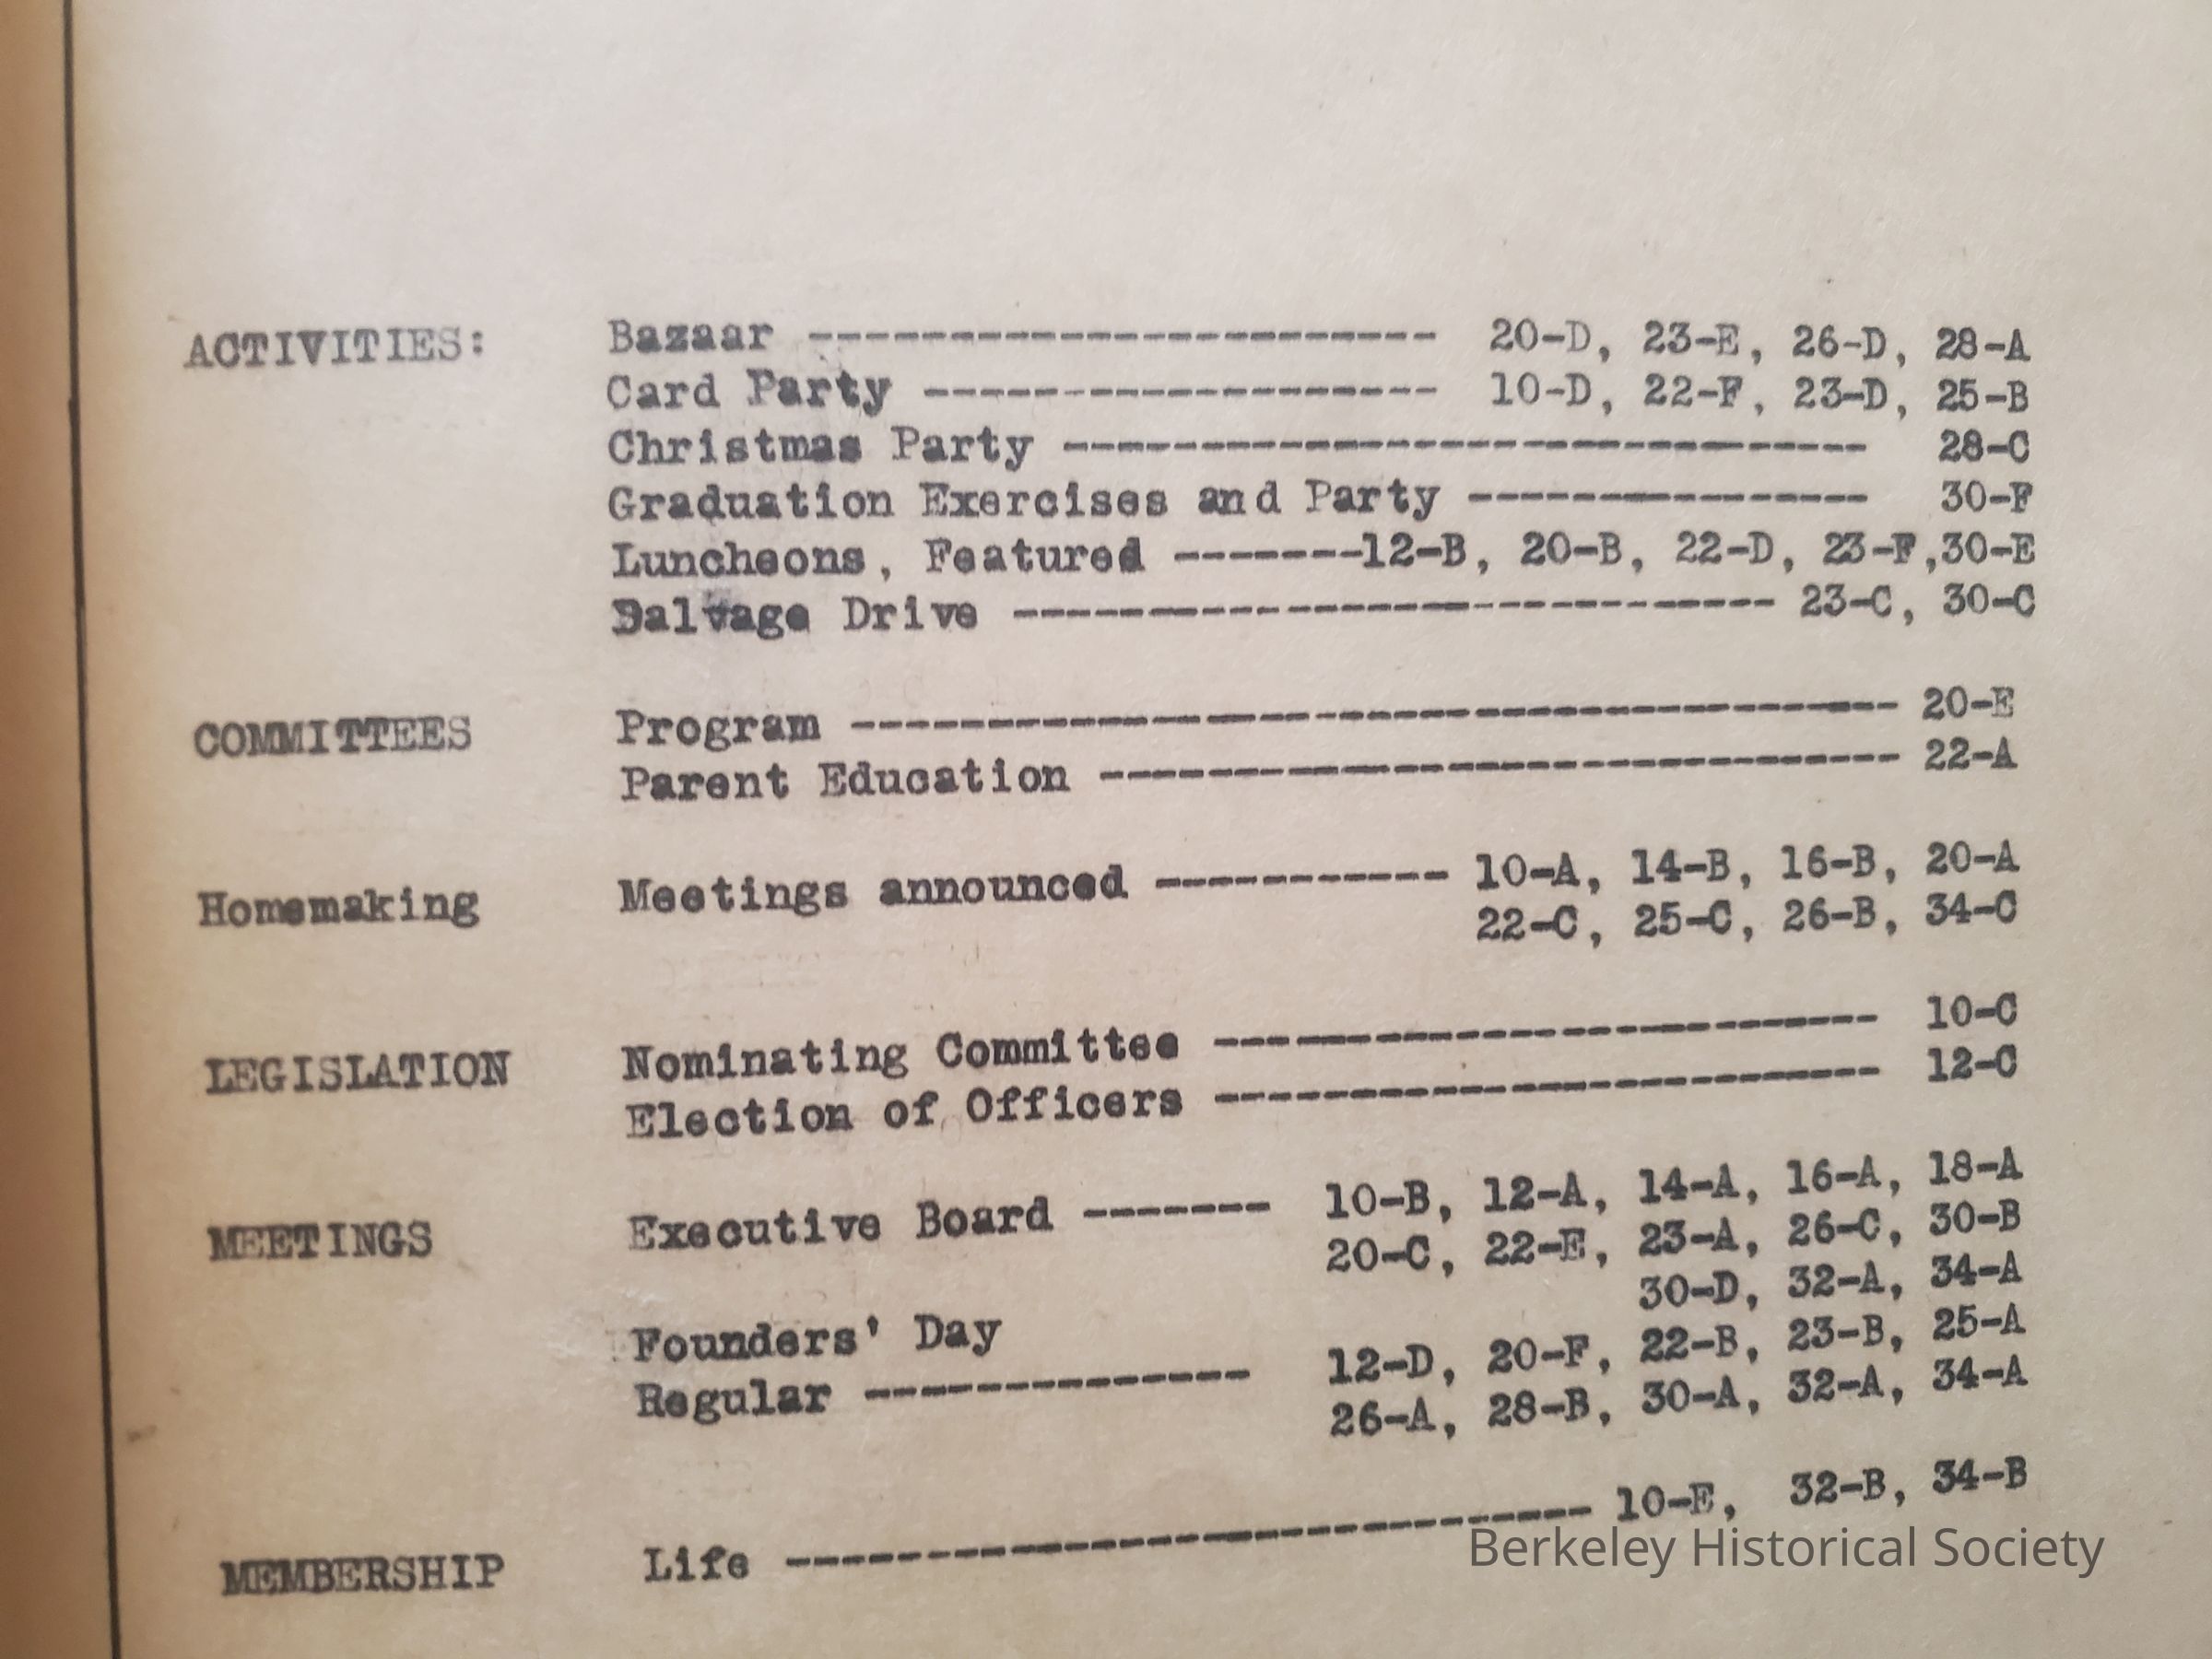 ACTIVITIES: Bazaar ----------------------- 20-D, 23-E, 26-D, 28-A
Card Party ------------------- 10-D, 22-F, 23-D, 25-B
Christmas Party ------------------------------ 28-C
Graduation Exercises and Party --------------- 30-F
Luncheons, Featured -------12-B, 20-B, 22-D, 23-F,30-E
Salvage Drive ---------------------------- 23-C, 30-C
COMMITTEES Program --------------------------------------- 20-E
Parent Education ------------------------------ 22-A
Homemaking Meetings announced ----------- 10-A, 14-B, 16-B, 20-A
22-C, 25-C, 26-B, 34-C
LEGISLATION Nominating Committee ------------------------- 10-C
Election of Officers ------------------------- 12-C
MEETINGS Executive Board ------- 10-B, 12-A, 14-A, 16-A, 18-A
20-C, 22-E, 23-A, 26-C, 30-B
30-D, 32-A, 34-A
Founders' Day
Regular -------------- 12-D, 20-F, 22-B, 23-B, 25-A
26-A, 28-B, 30-A, 32-A, 34-A
MEMBERSHIP Life ----------------------------- 10-E, 32-B, 34-B
Berkeley Historical Society